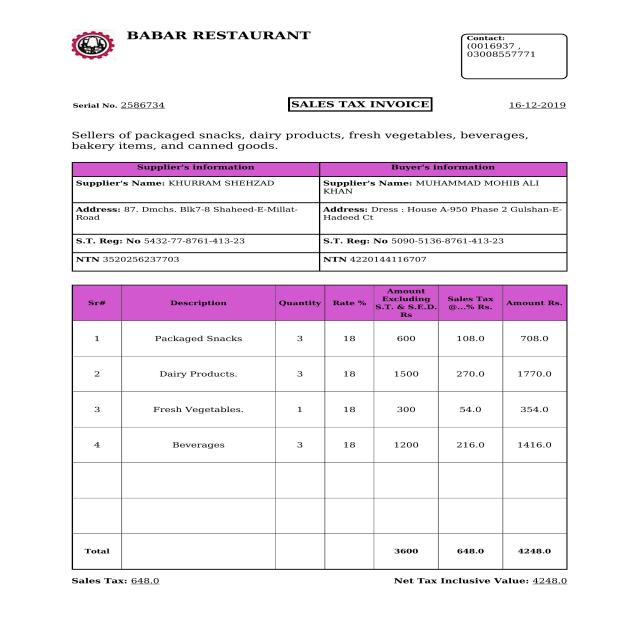 BABAR RESTAURANT
Contact:
(0016937 ,
03008557771
Serial No. 2586734
SALES TAX INVOICE
16-12-2019
Sellers of packaged snacks, dairy products, fresh vegetables, beverages,
bakery items, and canned goods.
Supplier's information Buyer's information
Supplier's Name: KHURRAM SHEHZAD
Supplier's Name: MUHAMMAD MOHIB ALI
KHAN
Address: 87. Dmchs. Blk7-8 Shaheed-E-Millat-
Road
Address: Dress : House A-950 Phase 2 Gulshan-E-
Hadeed Ct
S.T. Reg: No 5432-77-8761-413-23
S.T. Reg: No 5090-5136-8761-413-23
NTN 3520256237703
NTN 4220144116707
Sr# Description Quantity Rate % Amount Excluding S.T. & S.E.D. Rs Sales Tax @...% Rs. Amount Rs.
1 Packaged Snacks 3 18 600 108.0 708.0
2 Dairy Products. 3 18 1500 270.0 1770.0
3 Fresh Vegetables. 1 18 300 54.0 354.0
4 Beverages 3 18 1200 216.0 1416.0
Total 3600 648.0 4248.0
Sales Tax: 648.0
Net Tax Inclusive Value: 4248.0